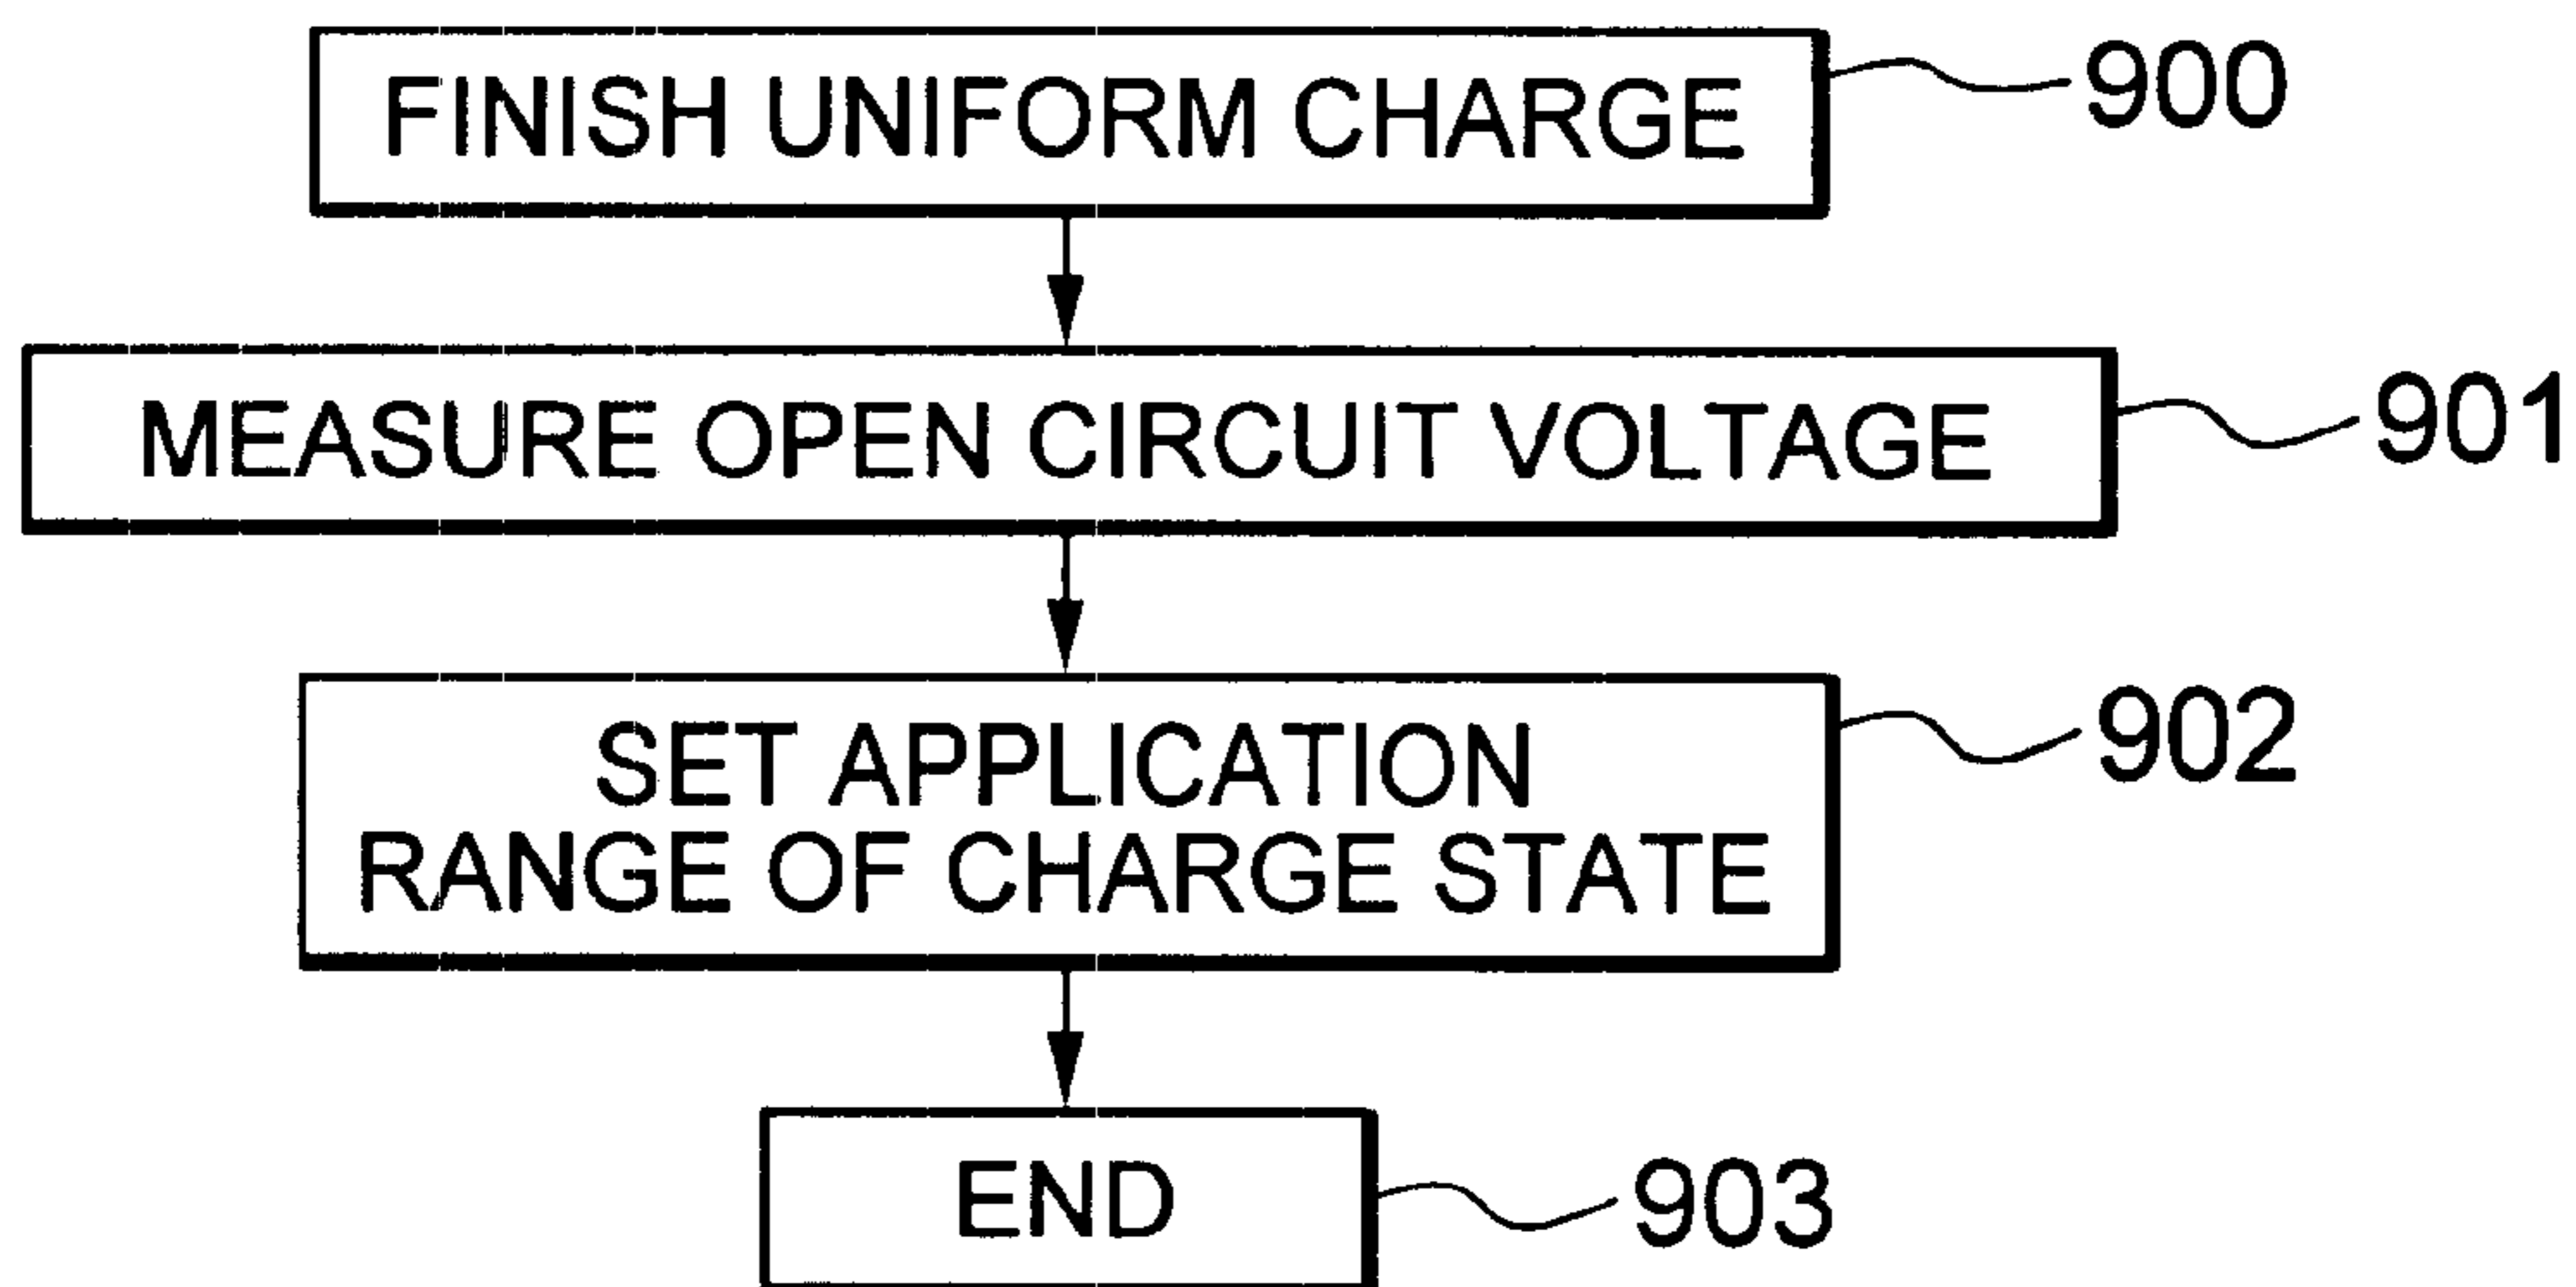 FINISH UNIFORM CHARGE
900
MEASURE OPEN CIRCUIT VOLTAGE
901
SET APPLICATION
RANGE OF CHARGE STATE
902
END
903